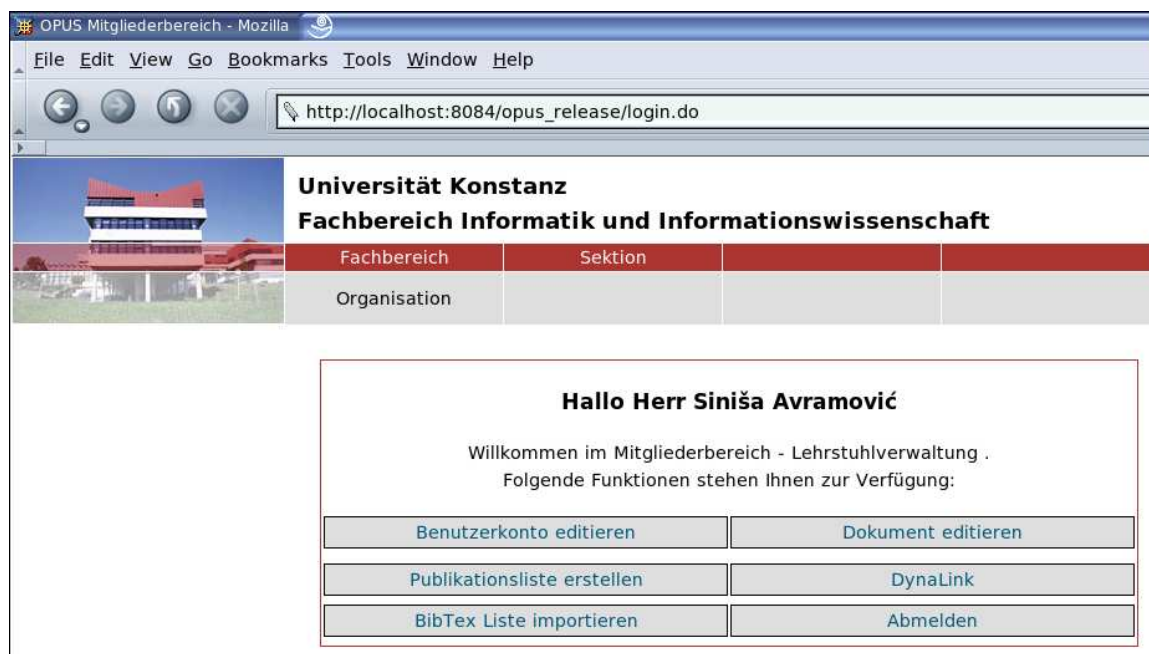 OPUS Mitgliederbereich - Mozilla
File Edit View Go Bookmarks Tools Window Help
http://localhost:8084/opus_release/login.do
Universität Konstanz
Fachbereich Informatik und Informationswissenschaft
Fachbereich Sektion
Organisation
Hallo Herr Siniša Avramović
Willkommen im Mitgliederbereich - Lehrstuhlverwaltung .
Folgende Funktionen stehen Ihnen zur Verfügung:
Benutzerkonto editieren Dokument editieren
Publikationsliste erstellen DynaLink
BibTex Liste importieren Abmelden